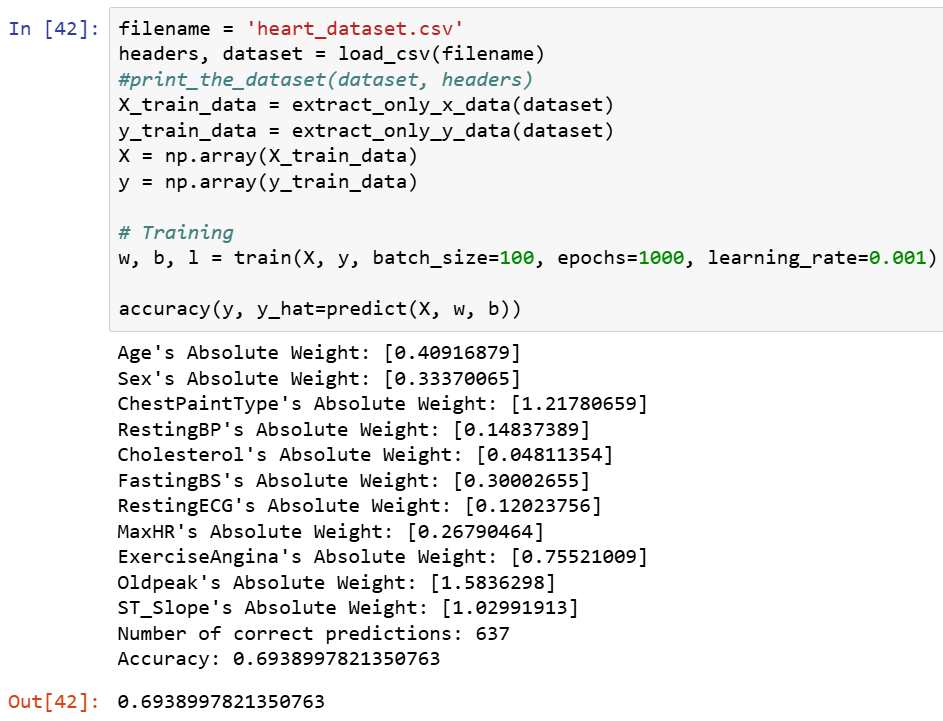 In [42]: filename = 'heart_dataset.csv'
headers, dataset = load_csv(filename)
#print_the_dataset(dataset, headers)
X_train_data = extract_only_x_data(dataset)
y_train_data = extract_only_y_data(dataset)
X = np.array(X_train_data)
y = np.array(y_train_data)
# Training
w, b, l = train(X, y, batch_size=100, epochs=1000, learning_rate=0.001)
accuracy(y, y_hat=predict(X, w, b))
Age's Absolute Weight: [0.40916879]
Sex's Absolute Weight: [0.33370065]
ChestPaintType's Absolute Weight: [1.21780659]
RestingBP's Absolute Weight: [0.14837389]
Cholesterol's Absolute Weight: [0.04811354]
FastingBS's Absolute Weight: [0.30002655]
RestingECG's Absolute Weight: [0.12023756]
MaxHR's Absolute Weight: [0.26790464]
ExerciseAngina's Absolute Weight: [0.75521009]
Oldpeak's Absolute Weight: [1.5836298]
ST_Slope's Absolute Weight: [1.02991913]
Number of correct predictions: 637
Accuracy: 0.6938997821350763
Out[42]: 0.6938997821350763